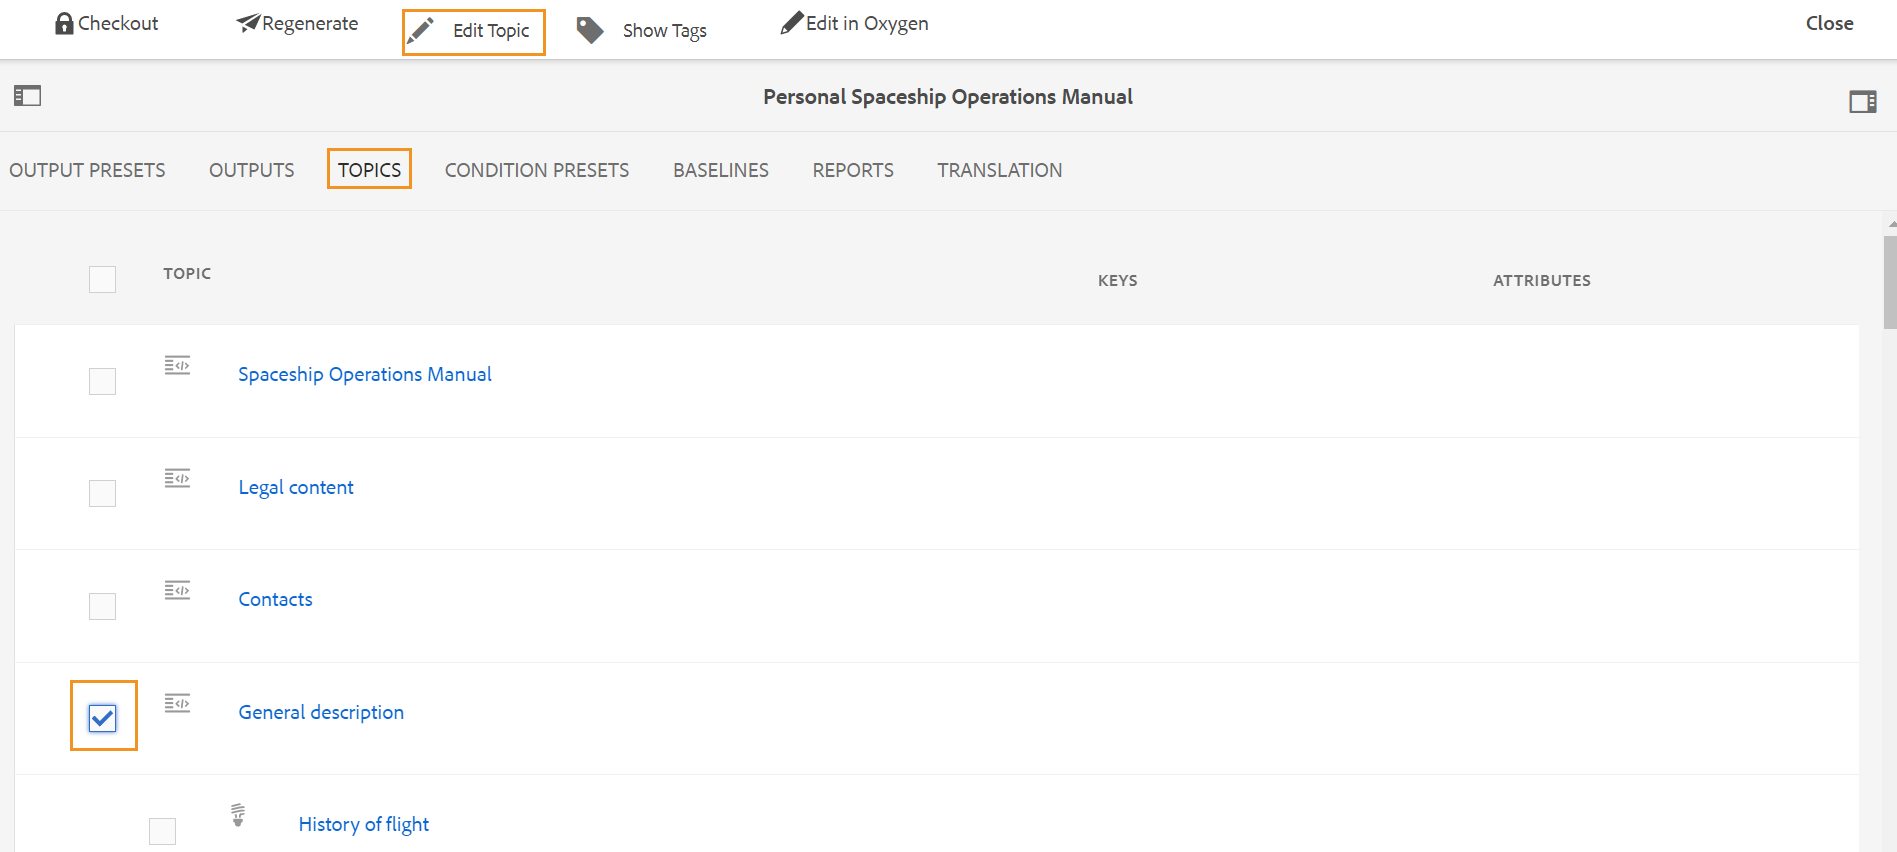 Checkout Regenerate Edit Topic Show Tags Edit in Oxygen Close
Personal Spaceship Operations Manual
OUTPUT PRESETS OUTPUTS TOPICS CONDITION PRESETS BASELINES REPORTS TRANSLATION
TOPIC KEYS ATTRIBUTES
Spaceship Operations Manual
Legal content
Contacts
General description
History of flight